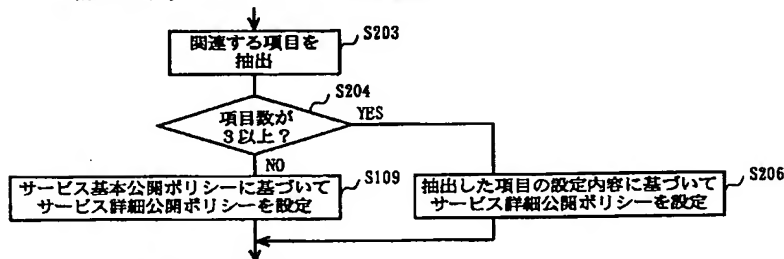 関連する項目を
抽出
S203
S204
項目数が
3以上？
YES
NO
サービス基本公開ポリシーに基づいて
サービス詳細公開ポリシーを設定
S109
抽出した項目の設定内容に基づいて
サービス詳細公開ポリシーを設定
S206